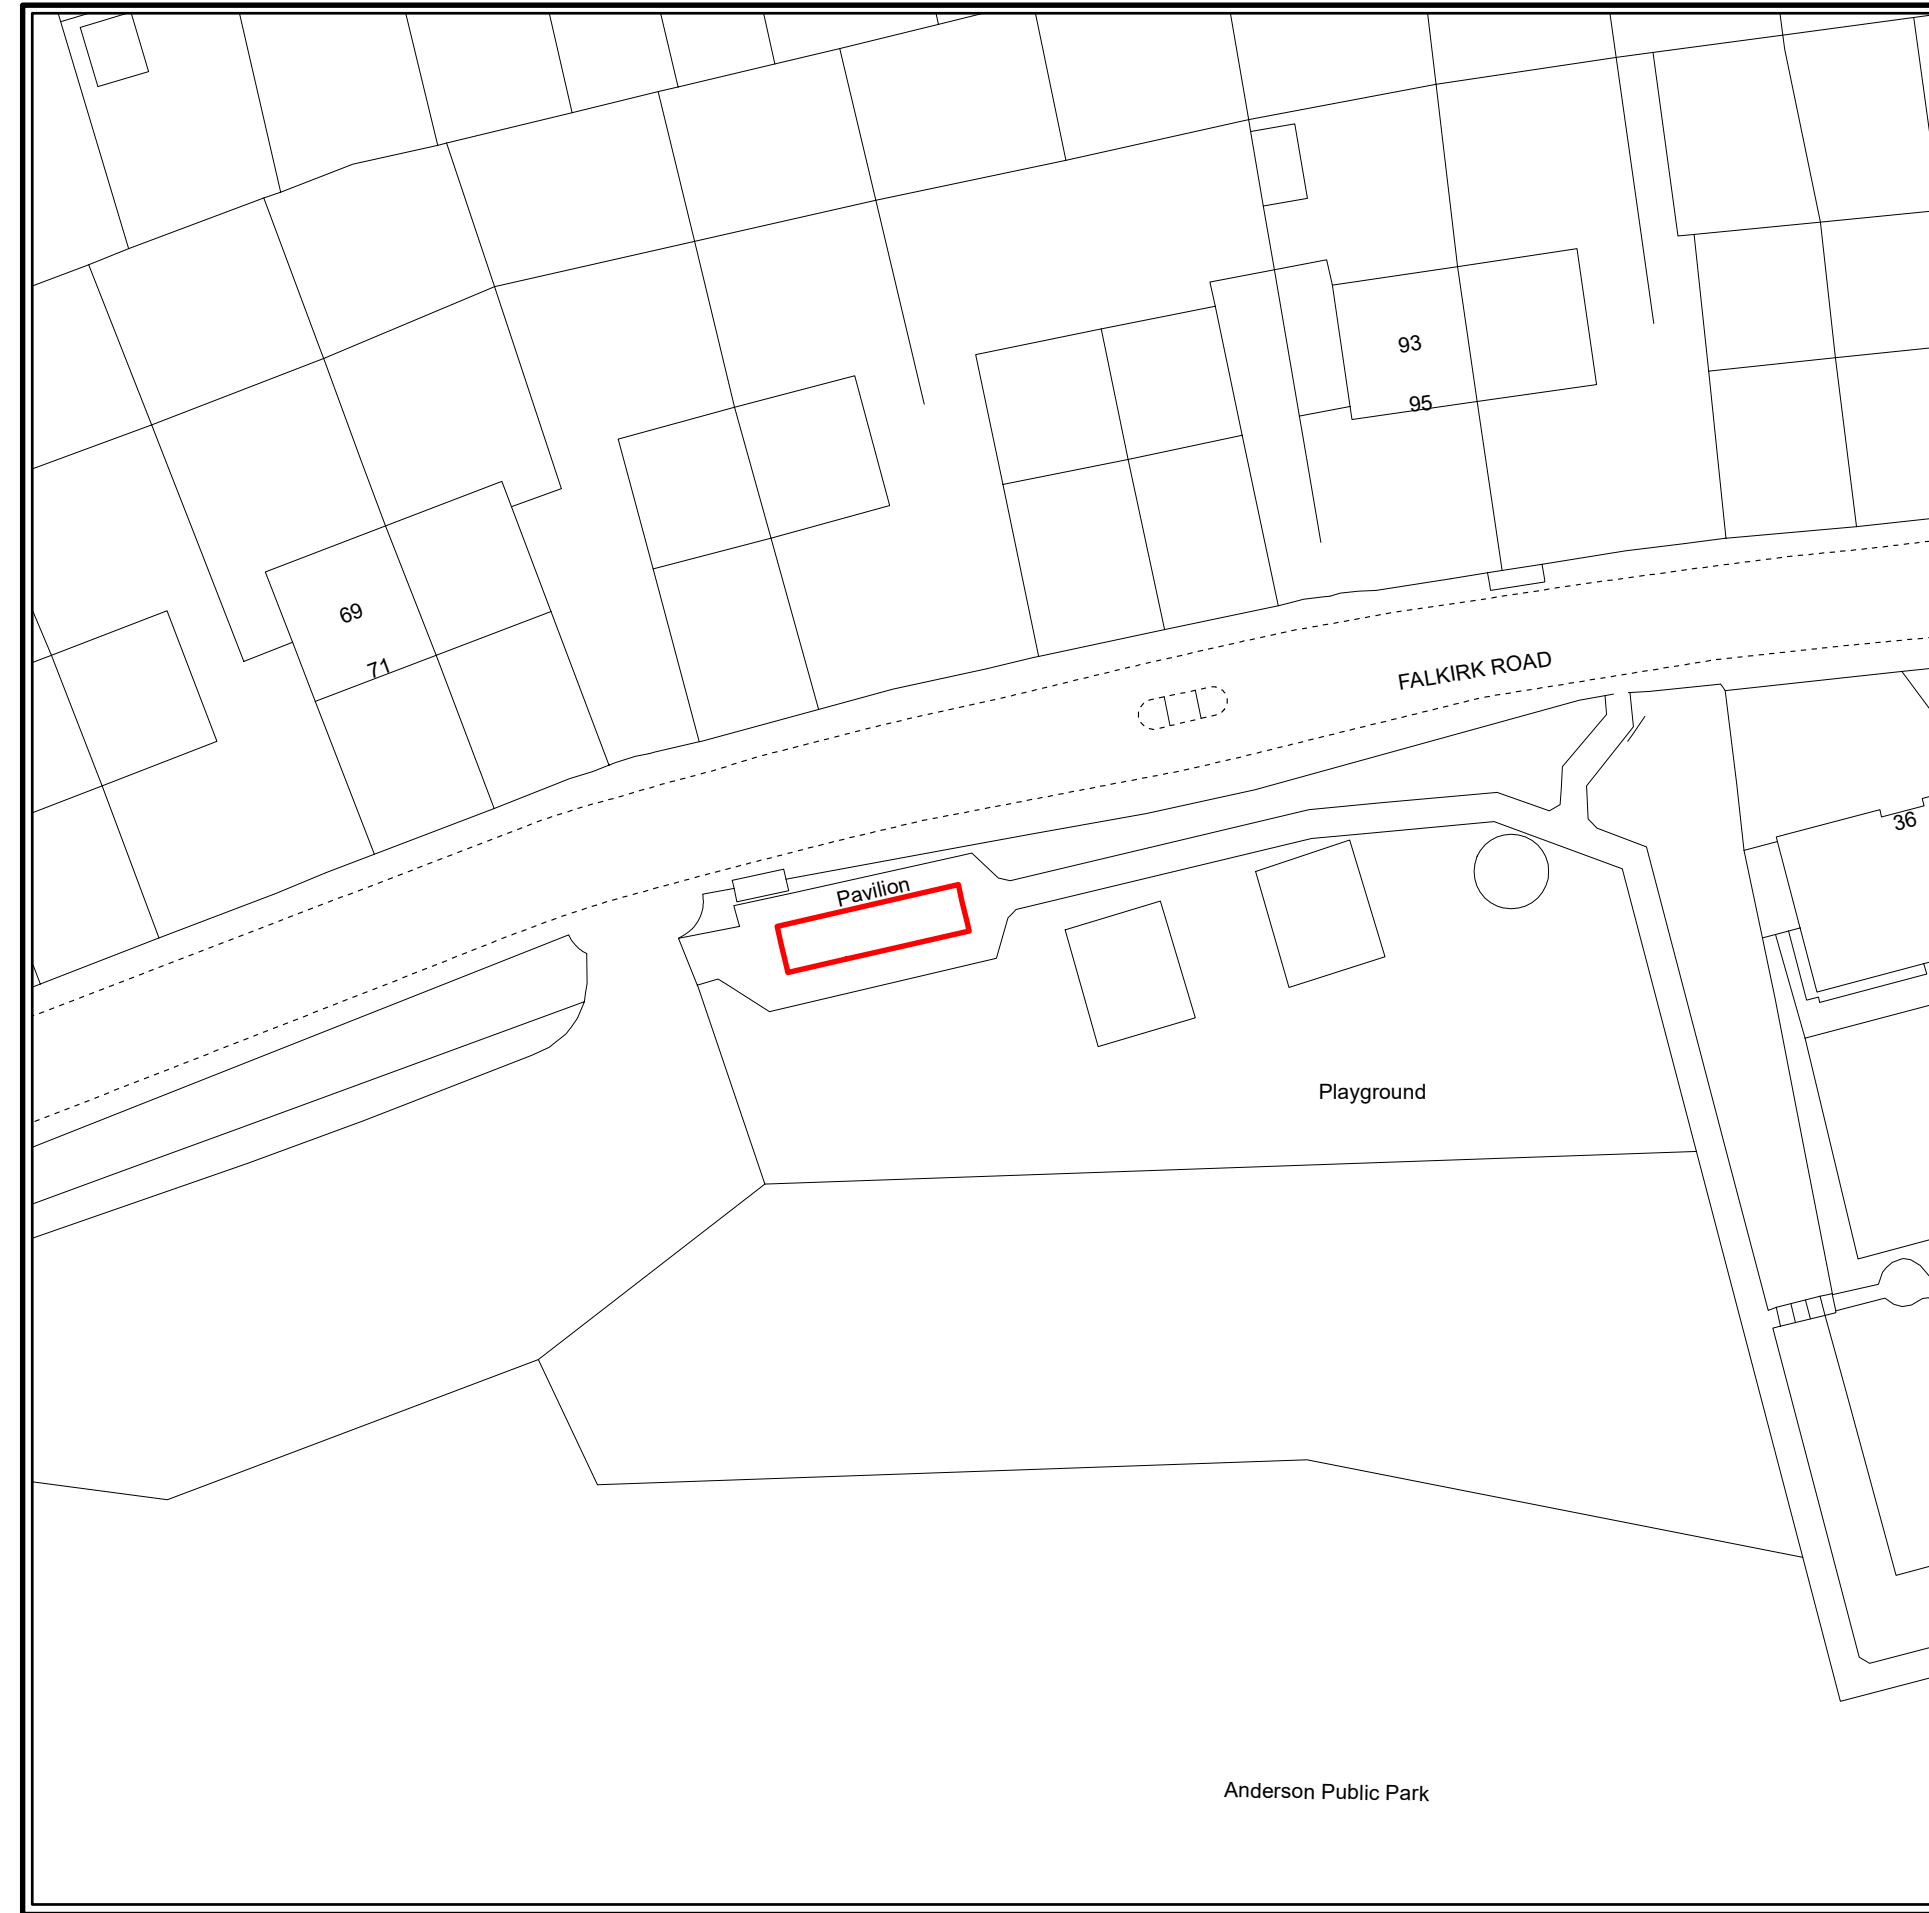 93
95
69
71
FALKIRK ROAD
36
Pavilion
Playground
Anderson Public Park